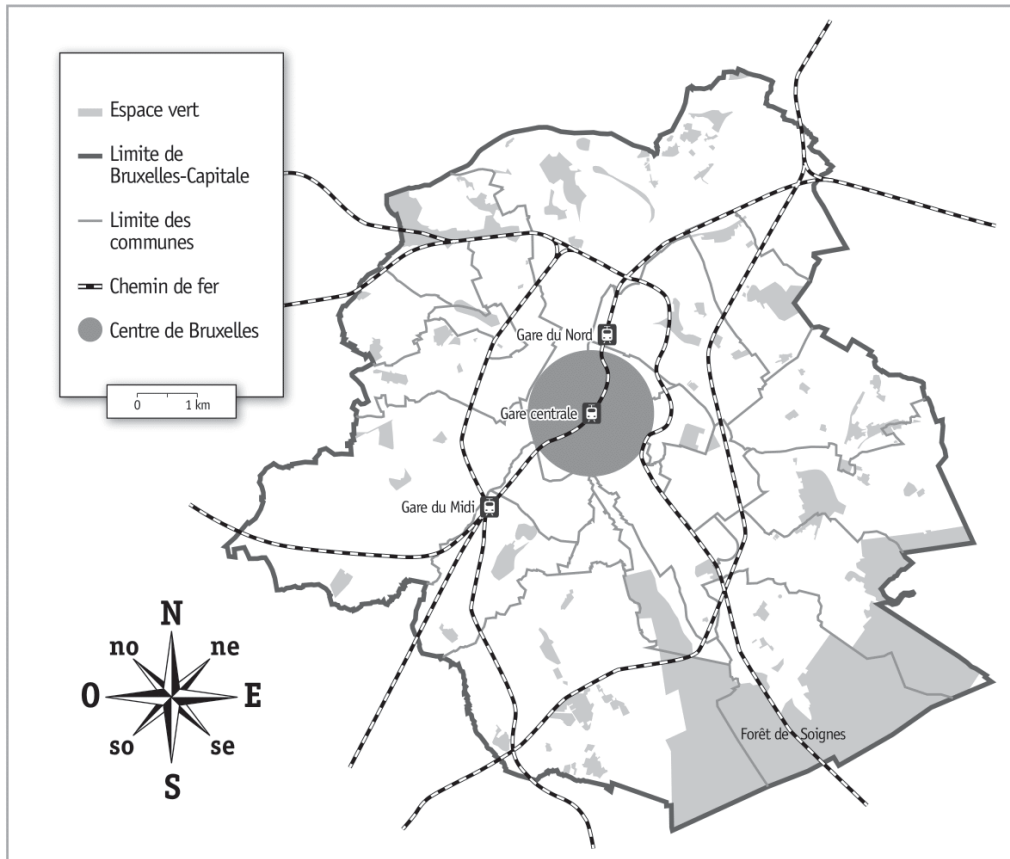 Espace vert
Limite de
Bruxelles-Capitale
Limite des
communes
Chemin de fer
Centre de Bruxelles
0 1 km
Gare du Nord
Gare centrale
Gare du Midi
Forêt de Soignes
N
no ne
O E
so se
S